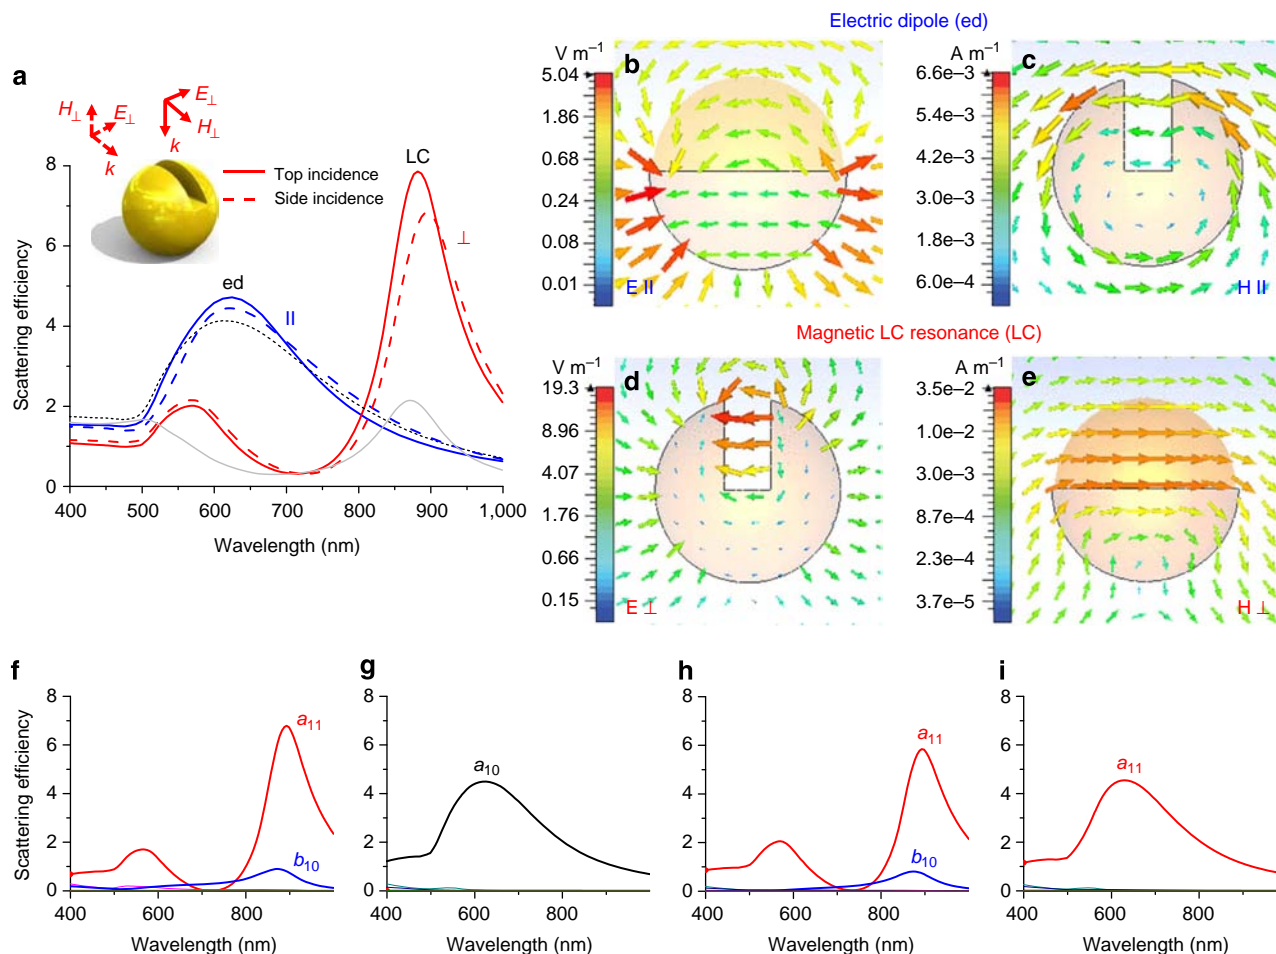 Electric dipole (ed)
a
H⊥
E⊥
k
E⊥
H⊥
k
Top incidence
Side incidence
LC
⊥
ed
II
Scattering efficiency
8
6
4
2
0
400 500 600 700 800 900 1,000
Wavelength (nm)
V m−1
b
5.04
1.86
0.68
0.24
0.08
0.01
E II
A m−1
c
6.6e−3
5.4e−3
4.2e−3
3.0e−3
1.8e−3
6.0e−4
H II
Magnetic LC resonance (LC)
V m−1
d
19.3
8.96
4.07
1.76
0.66
0.15
E ⊥
A m−1
e
3.5e−2
1.0e−2
3.0e−3
8.7e−4
2.3e−4
3.7e−5
H ⊥
f
Scattering efficiency
8
6
4
2
0
a11
b10
400 600 800
Wavelength (nm)
g
8
6
4
2
0
a10
400 600 800
Wavelength (nm)
h
8
6
4
2
0
a11
b10
400 600 800
Wavelength (nm)
i
8
6
4
2
0
a11
400 600 800
Wavelength (nm)